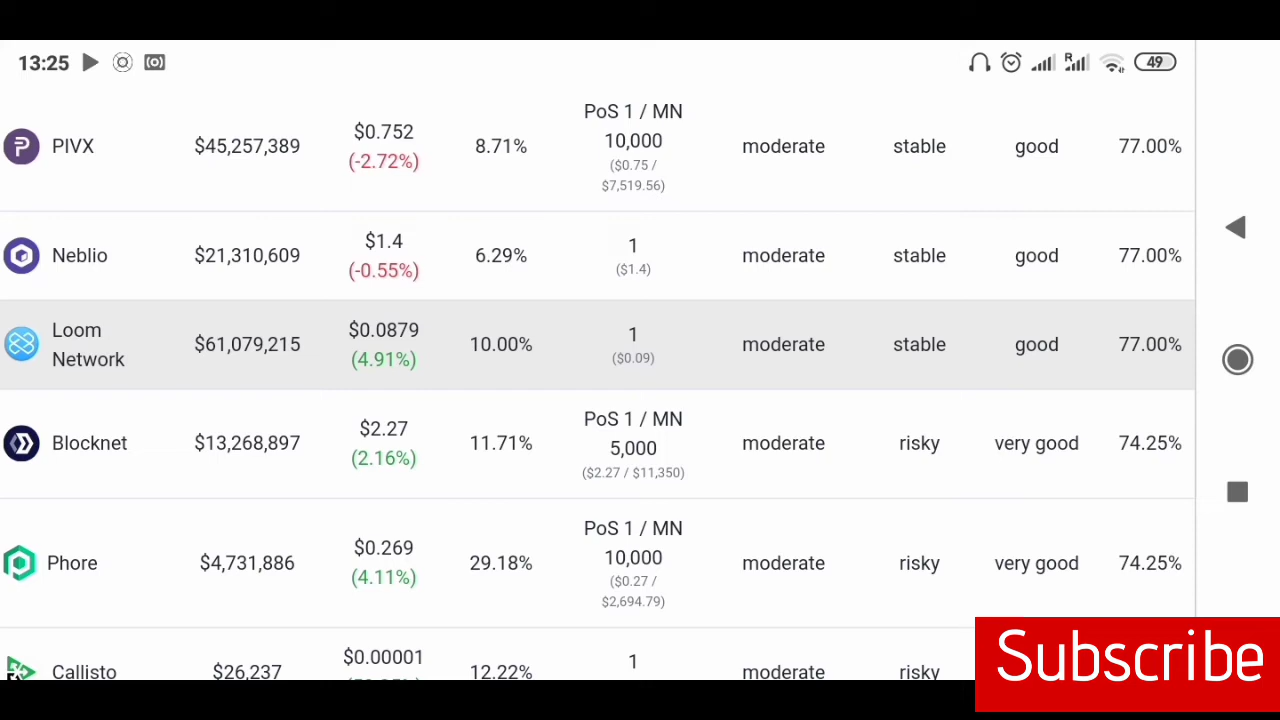 13:25
R
49
PIVX $45,257,389 $0.752 (-2.72%) 8.71% PoS 1 / MN 10,000 ($0.75 / $7,519.56) moderate stable good 77.00%
Neblio $21,310,609 $1.4 (-0.55%) 6.29% 1 ($1.4) moderate stable good 77.00%
Loom Network $61,079,215 $0.0879 (4.91%) 10.00% 1 ($0.09) moderate stable good 77.00%
Blocknet $13,268,897 $2.27 (2.16%) 11.71% PoS 1 / MN 5,000 ($2.27 / $11,350) moderate risky very good 74.25%
Phore $4,731,886 $0.269 (4.11%) 29.18% PoS 1 / MN 10,000 ($0.27 / $2,694.79) moderate risky very good 74.25%
Callisto $26,237 $0.00001 12.22% 1 moderate risky
Subscribe